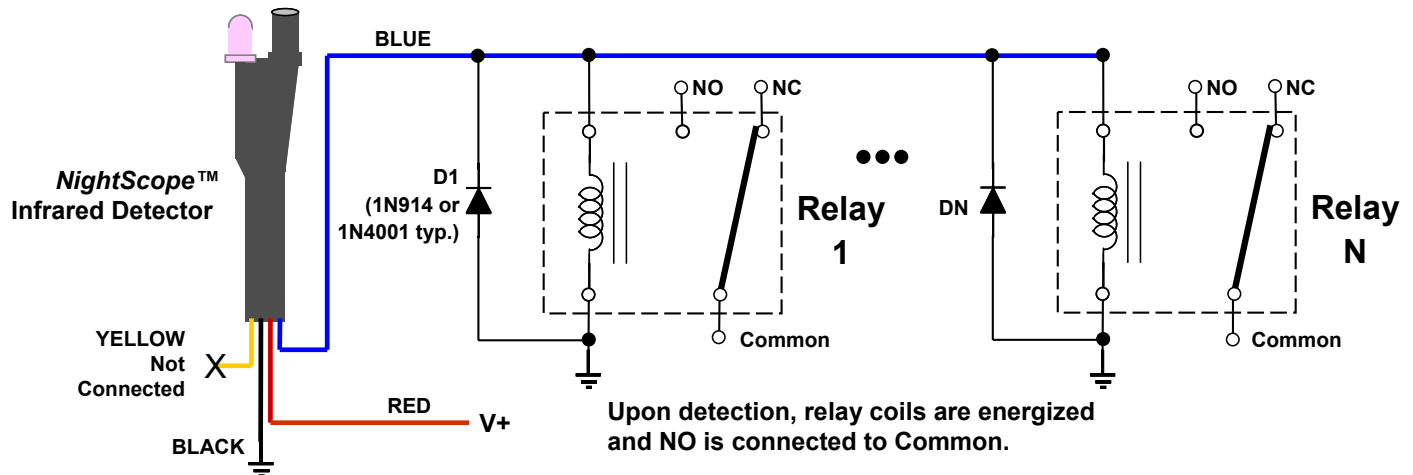 BLUE
NO
NC
NO
NC
NightScope™
Infrared Detector
D1
(1N914 or
1N4001 typ.)
Relay
1
DN
Relay
N
YELLOW
Not
Connected
X
Common
Common
RED
V+
BLACK
Upon detection, relay coils are energized
and NO is connected to Common.